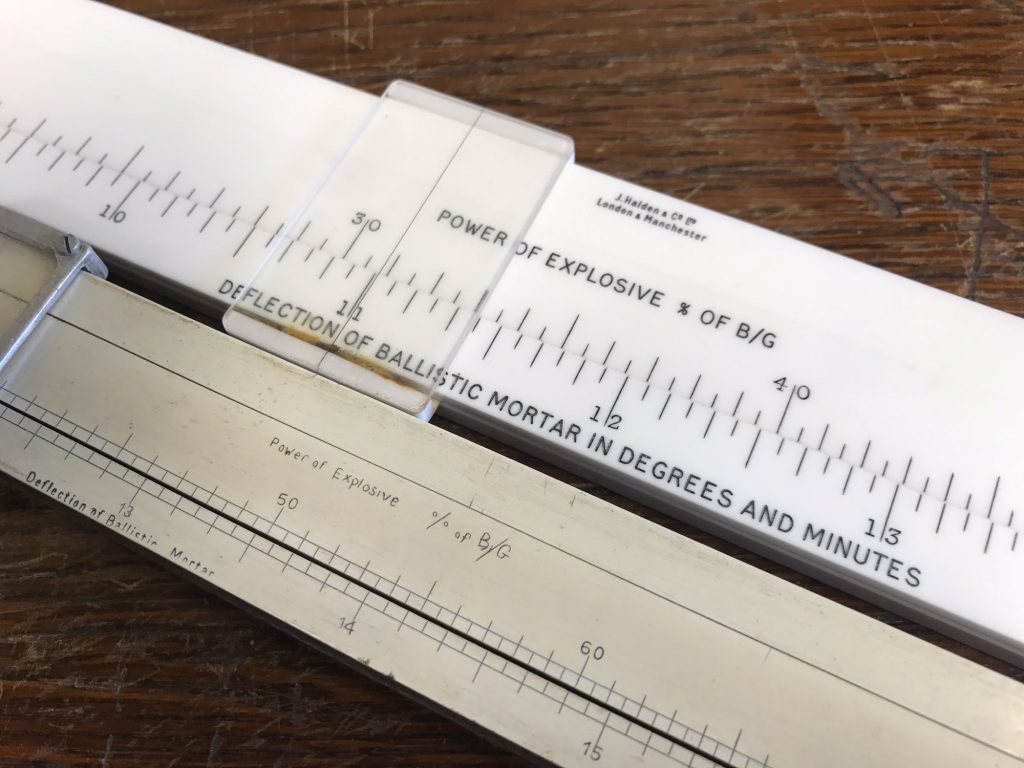 J. Halden & Co. Ltd
London & Manchester
POWER OF EXPLOSIVE % OF B/G
30 40
10 11 12 13
DEFLECTION OF BALLISTIC MORTAR IN DEGREES AND MINUTES
Power of Explosive % of B/G
50 60
13 14 15
Deflection of Ballistic Mortar